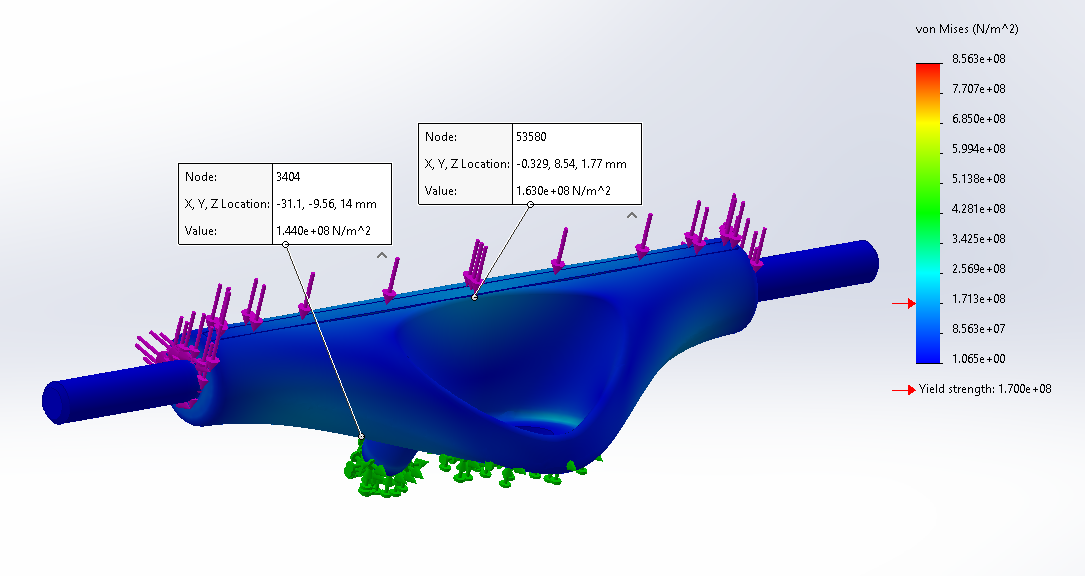 von Mises (N/m^2)
8.563e+08
7.707e+08
6.850e+08
5.994e+08
5.138e+08
4.281e+08
3.425e+08
2.569e+08
1.713e+08
8.563e+07
1.065e+00
Yield strength: 1.700e+08
Node: 53580
X, Y, Z Location: -0.329, 8.54, 1.77 mm
Value: 1.630e+08 N/m^2
Node: 3404
X, Y, Z Location: -31.1, -9.56, 14 mm
Value: 1.440e+08 N/m^2